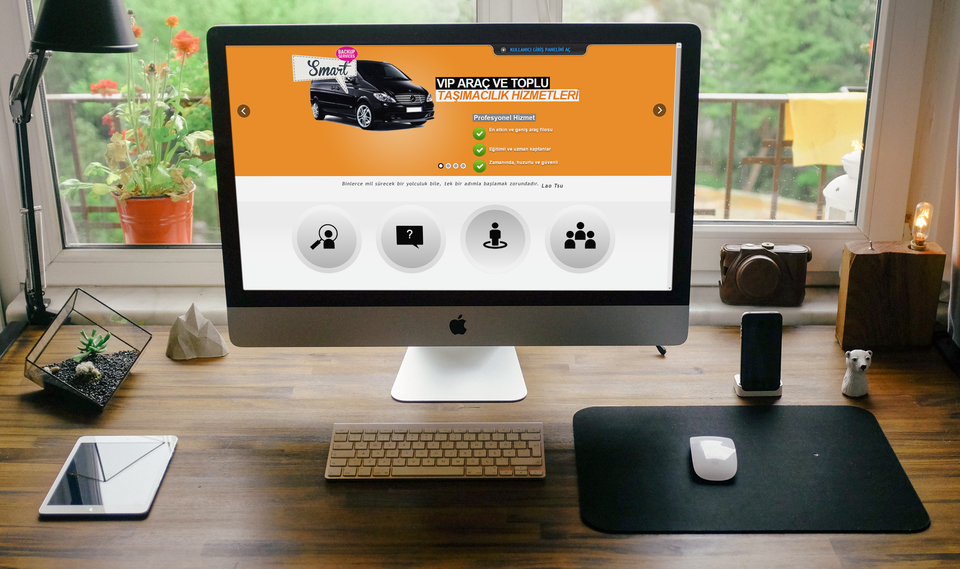 KULLANICI GİRİŞ PANELİNİ AÇ
BACKUP
SERVICES
Smart
VIP ARAÇ VE TOPLU
TAŞIMACILIK HİZMETLERİ
Profesyonel Hizmet
En etkin ve geniş araç filosu
Eğitimli ve uzman kaptanlar
Zamanında, huzurlu ve güvenli
Binlerce mil sürecek bir yolculuk bile, tek bir adımla başlamak zorundadır. Lao Tsu
?